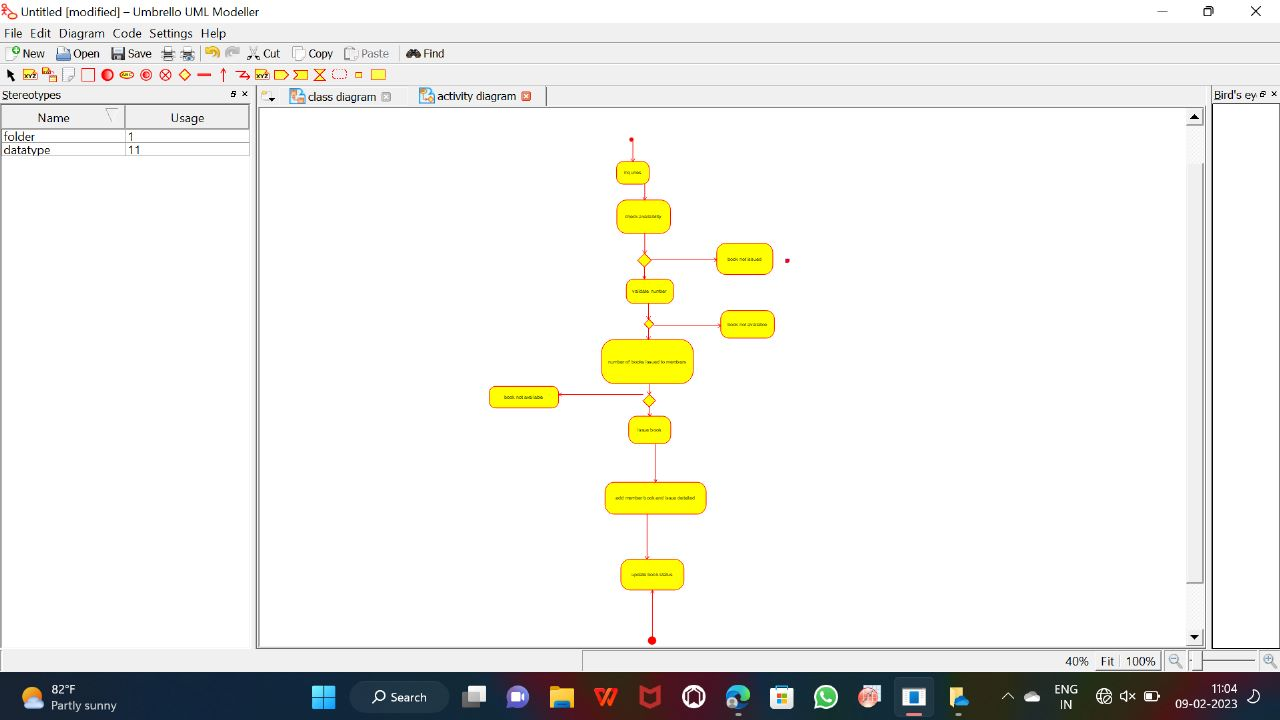 Untitled [modified] – Umbrello UML Modeller
File Edit Diagram Code Settings Help
New Open Save Cut Copy Paste Find
XYZ ABC XYZ
Stereotypes
class diagram activity diagram
Bird's ey
Name Usage
folder 1
datatype 11
check availability
book not issued
validate number
book not available
number of books issued to members
book not available
issue book
add member book and issue detailed
update book status
40% Fit 100%
82°F
Partly sunny
Search
ENG
IN
11:04
09-02-2023